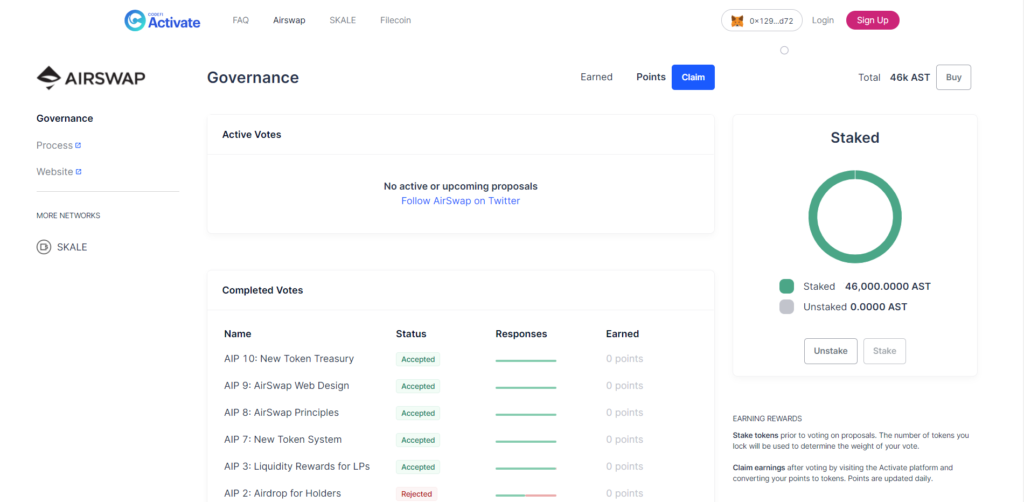 CODEFI
Activate
FAQ
Airswap
SKALE
Filecoin
0×129...d72
Login
Sign Up
AIRSWAP
Governance
Process
Website
MORE NETWORKS
SKALE
Governance
Earned
Points
Claim
Total 46k AST
Buy
Active Votes
No active or upcoming proposals
Follow AirSwap on Twitter
Completed Votes
Name Status Responses Earned
AIP 10: New Token Treasury Accepted 0 points
AIP 9: AirSwap Web Design Accepted 0 points
AIP 8: AirSwap Principles Accepted 0 points
AIP 7: New Token System Accepted 0 points
AIP 3: Liquidity Rewards for LPs Accepted 0 points
AIP 2: Airdrop for Holders Rejected 0 points
Staked
Staked 46,000.0000 AST
Unstaked 0.0000 AST
Unstake
Stake
EARNING REWARDS
Stake tokens prior to voting on proposals. The number of tokens you
lock will be used to determine the weight of your vote.
Claim earnings after voting by visiting the Activate platform and
converting your points to tokens. Points are updated daily.